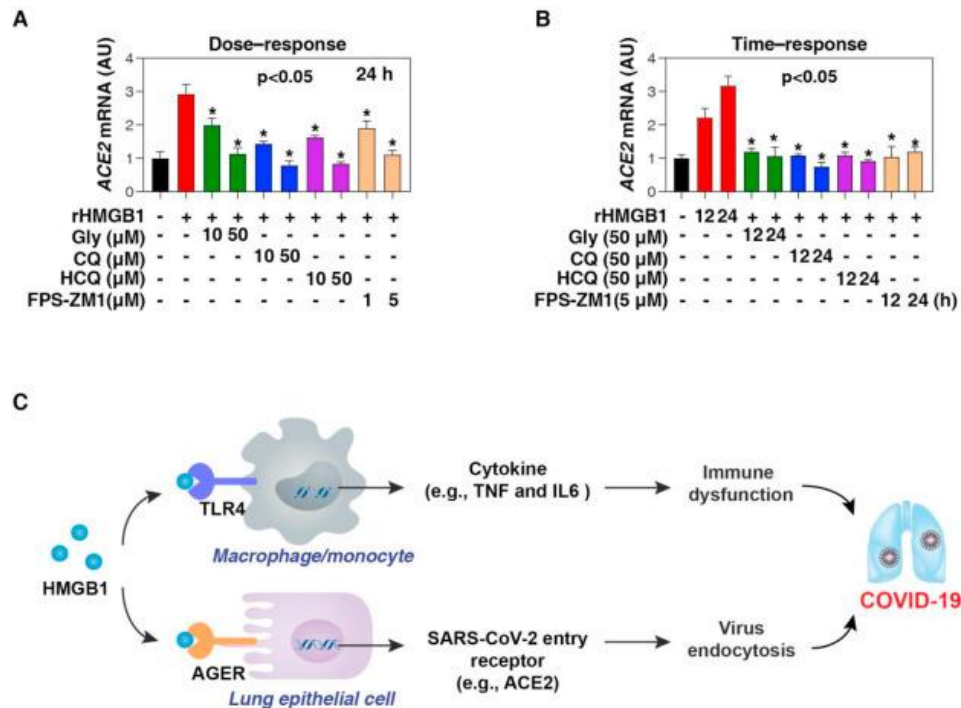 A
Dose–response
ACE2 mRNA (AU)
4
3
2
1
0
p<0.05
24 h
* * * * * * * *
rHMGB1 - + + + + + + + + +
Gly (μM) - - 10 50 - - - - - -
CQ (μM) - - - - 10 50 - - - -
HCQ (μM) - - - - - - 10 50 - -
FPS-ZM1(μM) - - - - - - - - 1 5
B
Time–response
ACE2 mRNA (AU)
4
3
2
1
0
p<0.05
* * * * * * * *
rHMGB1 - 12 24 + + + + + + + +
Gly (50 μM) - - - 12 24 - - - - - -
CQ (50 μM) - - - - - 12 24 - - - -
HCQ (50 μM) - - - - - - - 12 24 - -
FPS-ZM1(5 μM) - - - - - - - - - 12 24 (h)
C
HMGB1
TLR4
Macrophage/monocyte
Cytokine
(e.g., TNF and IL6 )
Immune
dysfunction
AGER
Lung epithelial cell
SARS-CoV-2 entry
receptor
(e.g., ACE2)
Virus
endocytosis
COVID-19